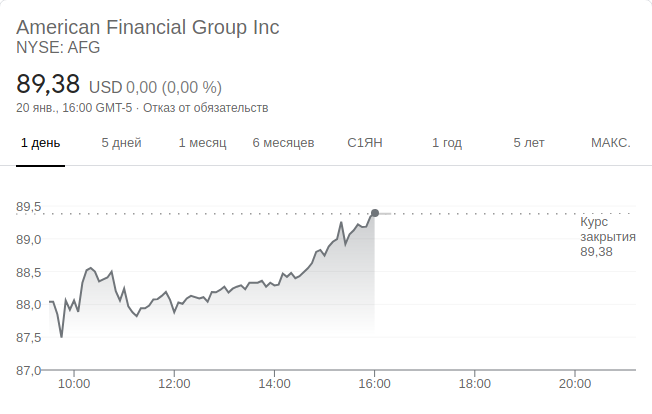 American Financial Group Inc
NYSE: AFG
89,38 USD 0,00 (0,00 %)
20 янв., 16:00 GMT-5 · Отказ от обязательств
1 день 5 дней 1 месяц 6 месяцев С1ЯН 1 год 5 лет МАКС.
89,5
Курс
закрытия
89,38
89,0
88,5
88,0
87,5
87,0
10:00 12:00 14:00 16:00 18:00 20:00